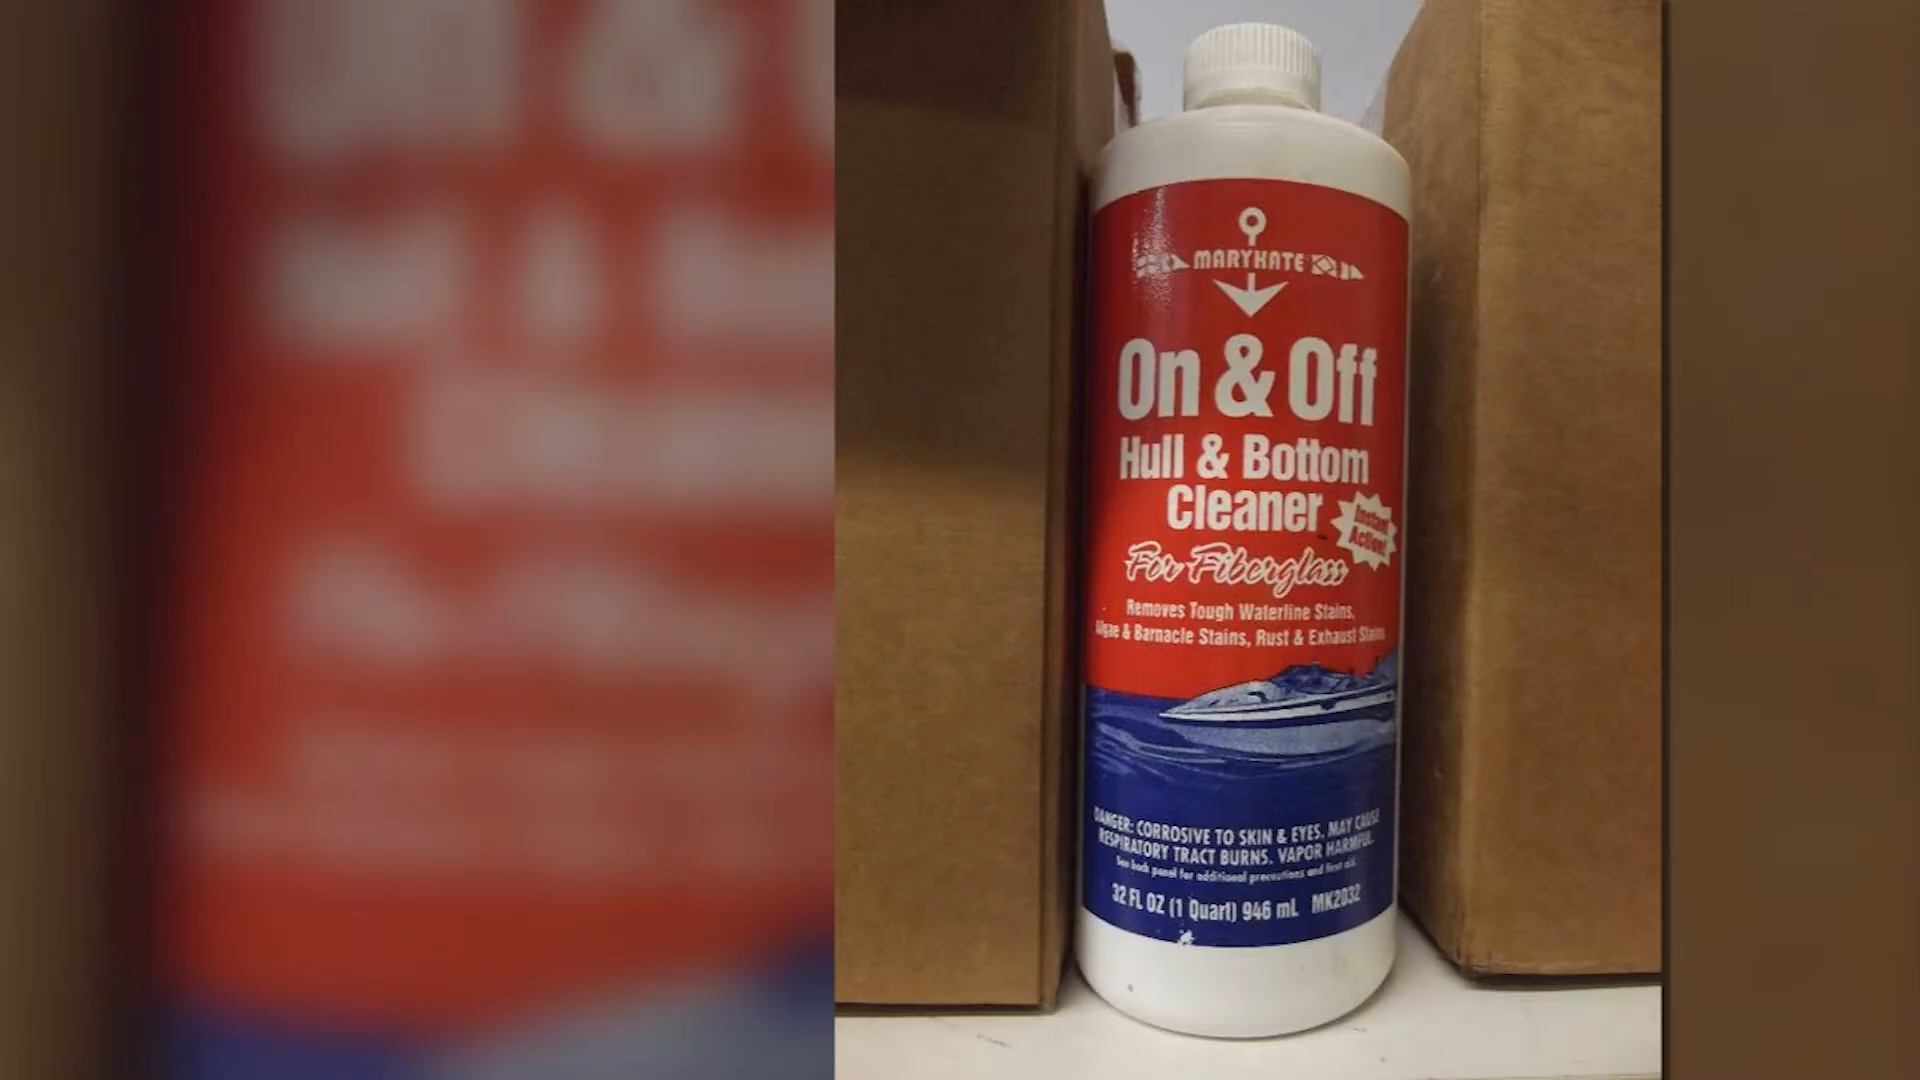 MARYKATE
On & Off
Hull & Bottom
Cleaner
Instant
Action!
For Fiberglass
Removes Tough Waterline Stains,
Algae & Barnacle Stains, Rust & Exhaust Stains
DANGER: CORROSIVE TO SKIN & EYES. MAY CAUSE
RESPIRATORY TRACT BURNS. VAPOR HARMFUL.
See back panel for additional precautions and first aid.
32 FL OZ (1 Quart) 946 mL MK2032